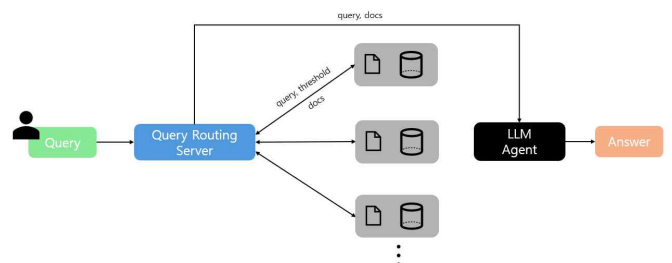 query, docs
query, threshold
docs
Query
Query Routing
Server
LLM
Agent
Answer